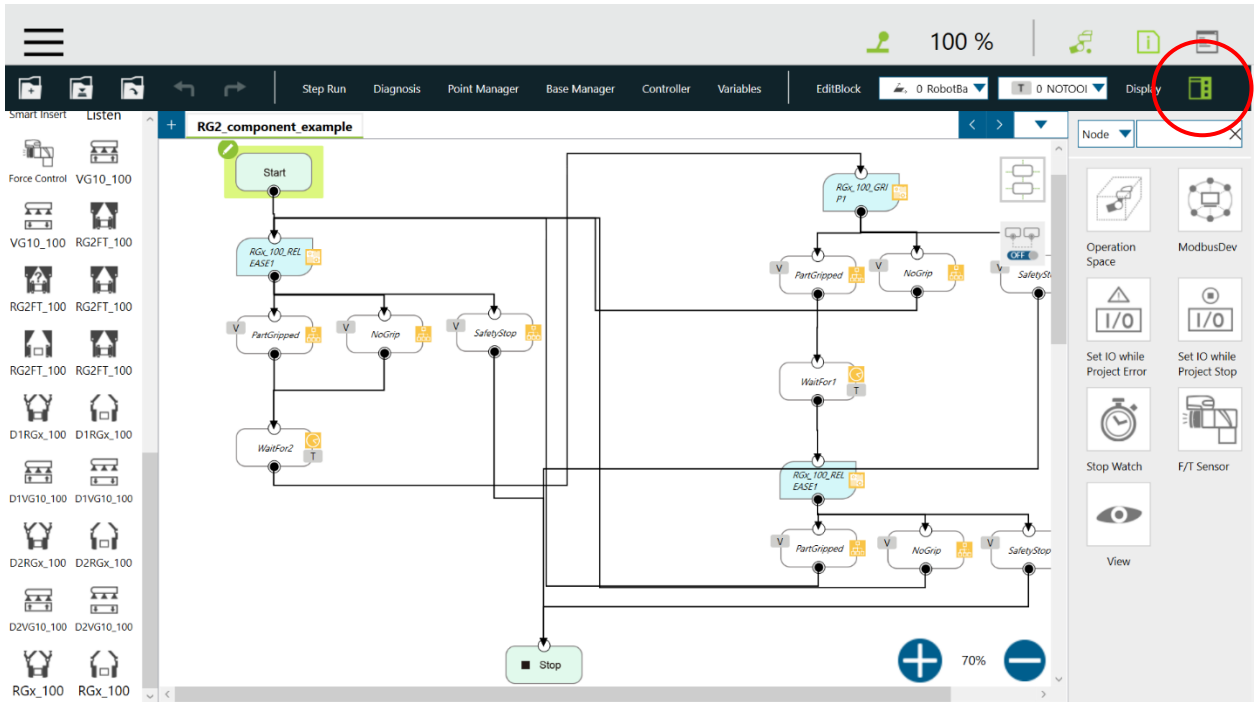 100 %
Step Run
Diagnosis
Point Manager
Base Manager
Controller
Variables
EditBlock
0 RobotBa
T 0 NOTOOl
Display
Smart Insert
Listen
Force Control
VG10_100
VG10_100
RG2FT_100
RG2FT_100
RG2FT_100
RG2FT_100
RG2FT_100
D1RGx_100
D1RGx_100
D1VG10_100
D1VG10_100
D2RGx_100
D2RGx_100
D2VG10_100
D2VG10_100
RGx_100
RGx_100
+
RG2_component_example
Start
RGx_100_REL
EASE1
V
PartGripped
V
NoGrip
V
SafetyStop
WaitFor2
T
Stop
RGx_100_GRI
P1
V
PartGripped
V
NoGrip
V
SafetySt
OFF
WaitFor1
T
RGx_100_REL
EASE1
V
PartGripped
V
NoGrip
V
SafetyStop
70%
Node
Operation
Space
ModbusDev
I/O
Set IO while
Project Error
I/O
Set IO while
Project Stop
Stop Watch
F/T Sensor
View